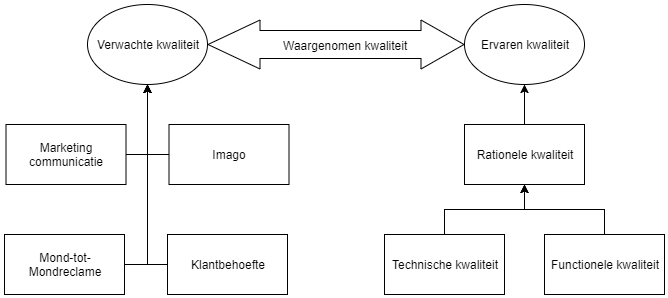 Verwachte kwaliteit
Waargenomen kwaliteit
Ervaren kwaliteit
Marketing
communicatie
Imago
Rationele kwaliteit
Mond-tot-
Mondreclame
Klantbehoefte
Technische kwaliteit
Functionele kwaliteit